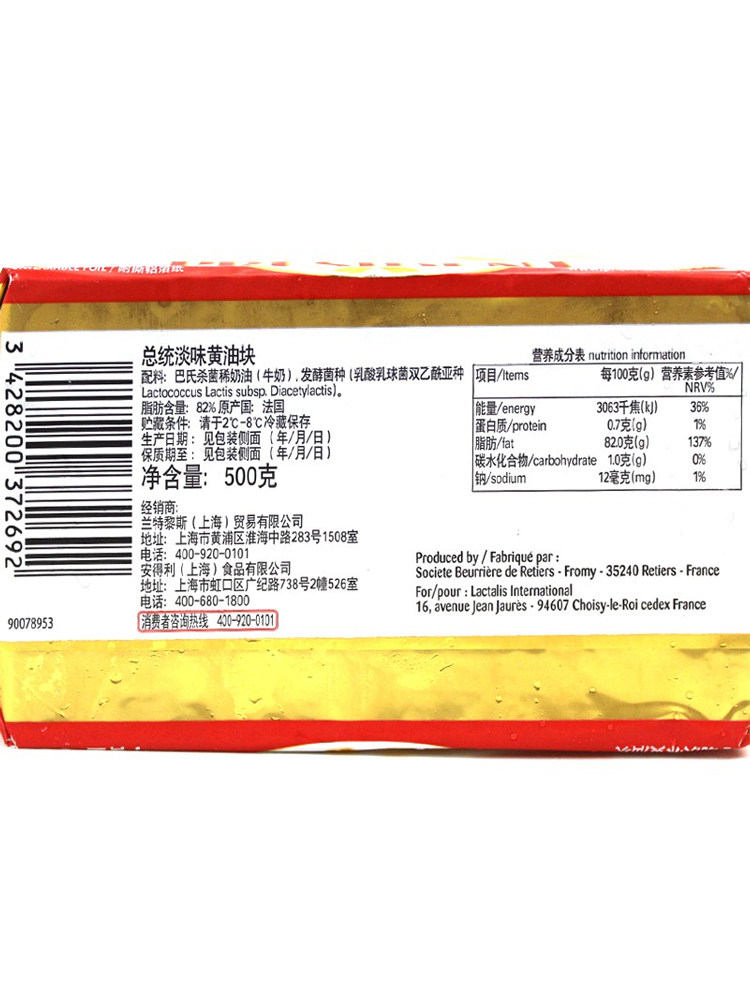 / 耐撕铝箔纸
总统淡味黄油块
配料: 巴氏杀菌稀奶油 (牛奶) , 发酵菌种 (乳酸乳球菌双乙酰亚种
Lactococcus Lactis subsp. Diacetylactis)。
脂肪含量: 82% 原产国: 法国
贮藏条件: 请于2℃-8℃冷藏保存
生产日期: 见包装侧面 (年/月/日)
保质期至: 见包装侧面 (年/月/日)
净含量: 500克
经销商:
兰特黎斯 (上海) 贸易有限公司
地址: 上海市黄浦区淮海中路283号1508室
电话: 400-920-0101
安得利 (上海) 食品有限公司
地址: 上海市虹口区广纪路738号2幢526室
电话: 400-680-1800
消费者咨询热线 400-920-0101
3 428200 372692
90078953
营养成分表 nutrition information
项目/Items 每100克(g) 营养素参考值%/
NRV%
能量/energy 3063千焦(kJ) 36%
蛋白质/protein 0.7克(g) 1%
脂肪/fat 82.0克(g) 137%
碳水化合物/carbohydrate 1.0克(g) 0%
钠/sodium 12毫克(mg) 1%
Produced by / Fabriqué par :
Societe Beurrière de Retiers - Fromy - 35240 Retiers - France
For/pour : Lactalis International
16, avenue Jean Jaurès - 94607 Choisy-le-Roi cedex France